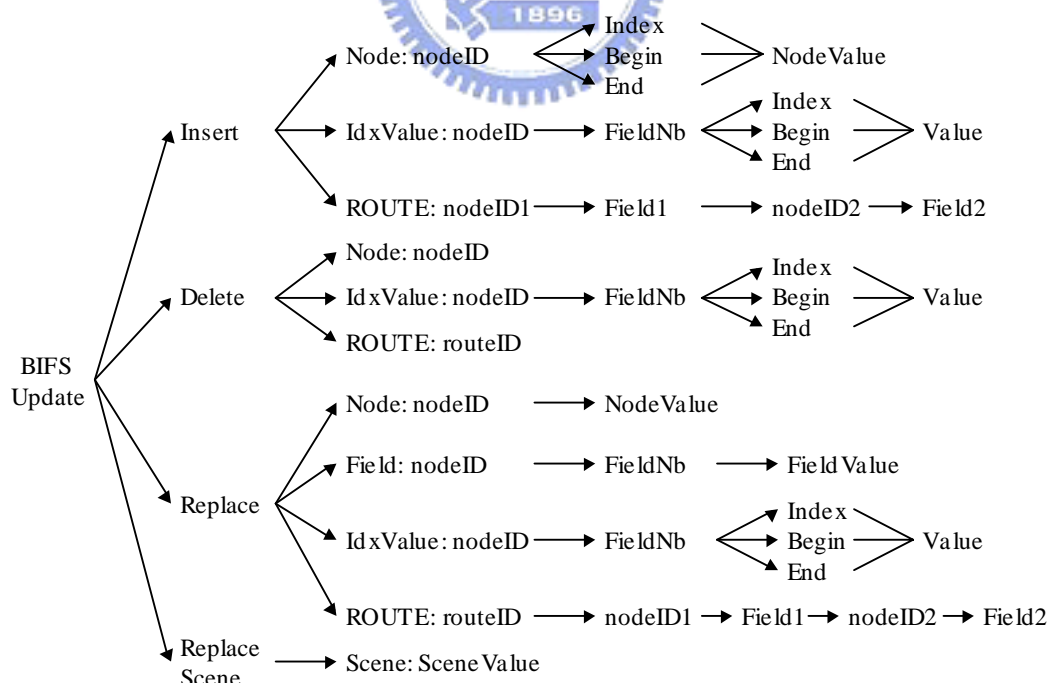 1896
Index
Node: nodeID Begin NodeValue
End
Index
Insert IdxValue: nodeID FieldNb Begin Value
End
ROUTE: nodeID1 Field1 nodeID2 Field2
Node: nodeID
Index
Delete IdxValue: nodeID FieldNb Begin Value
End
ROUTE: routeID
BIFS
Update
Node: nodeID NodeValue
Field: nodeID FieldNb FieldValue
Replace
Index
IdxValue: nodeID FieldNb Begin Value
End
ROUTE: routeID nodeID1 Field1 nodeID2 Field2
Replace
Scene
Scene: SceneValue